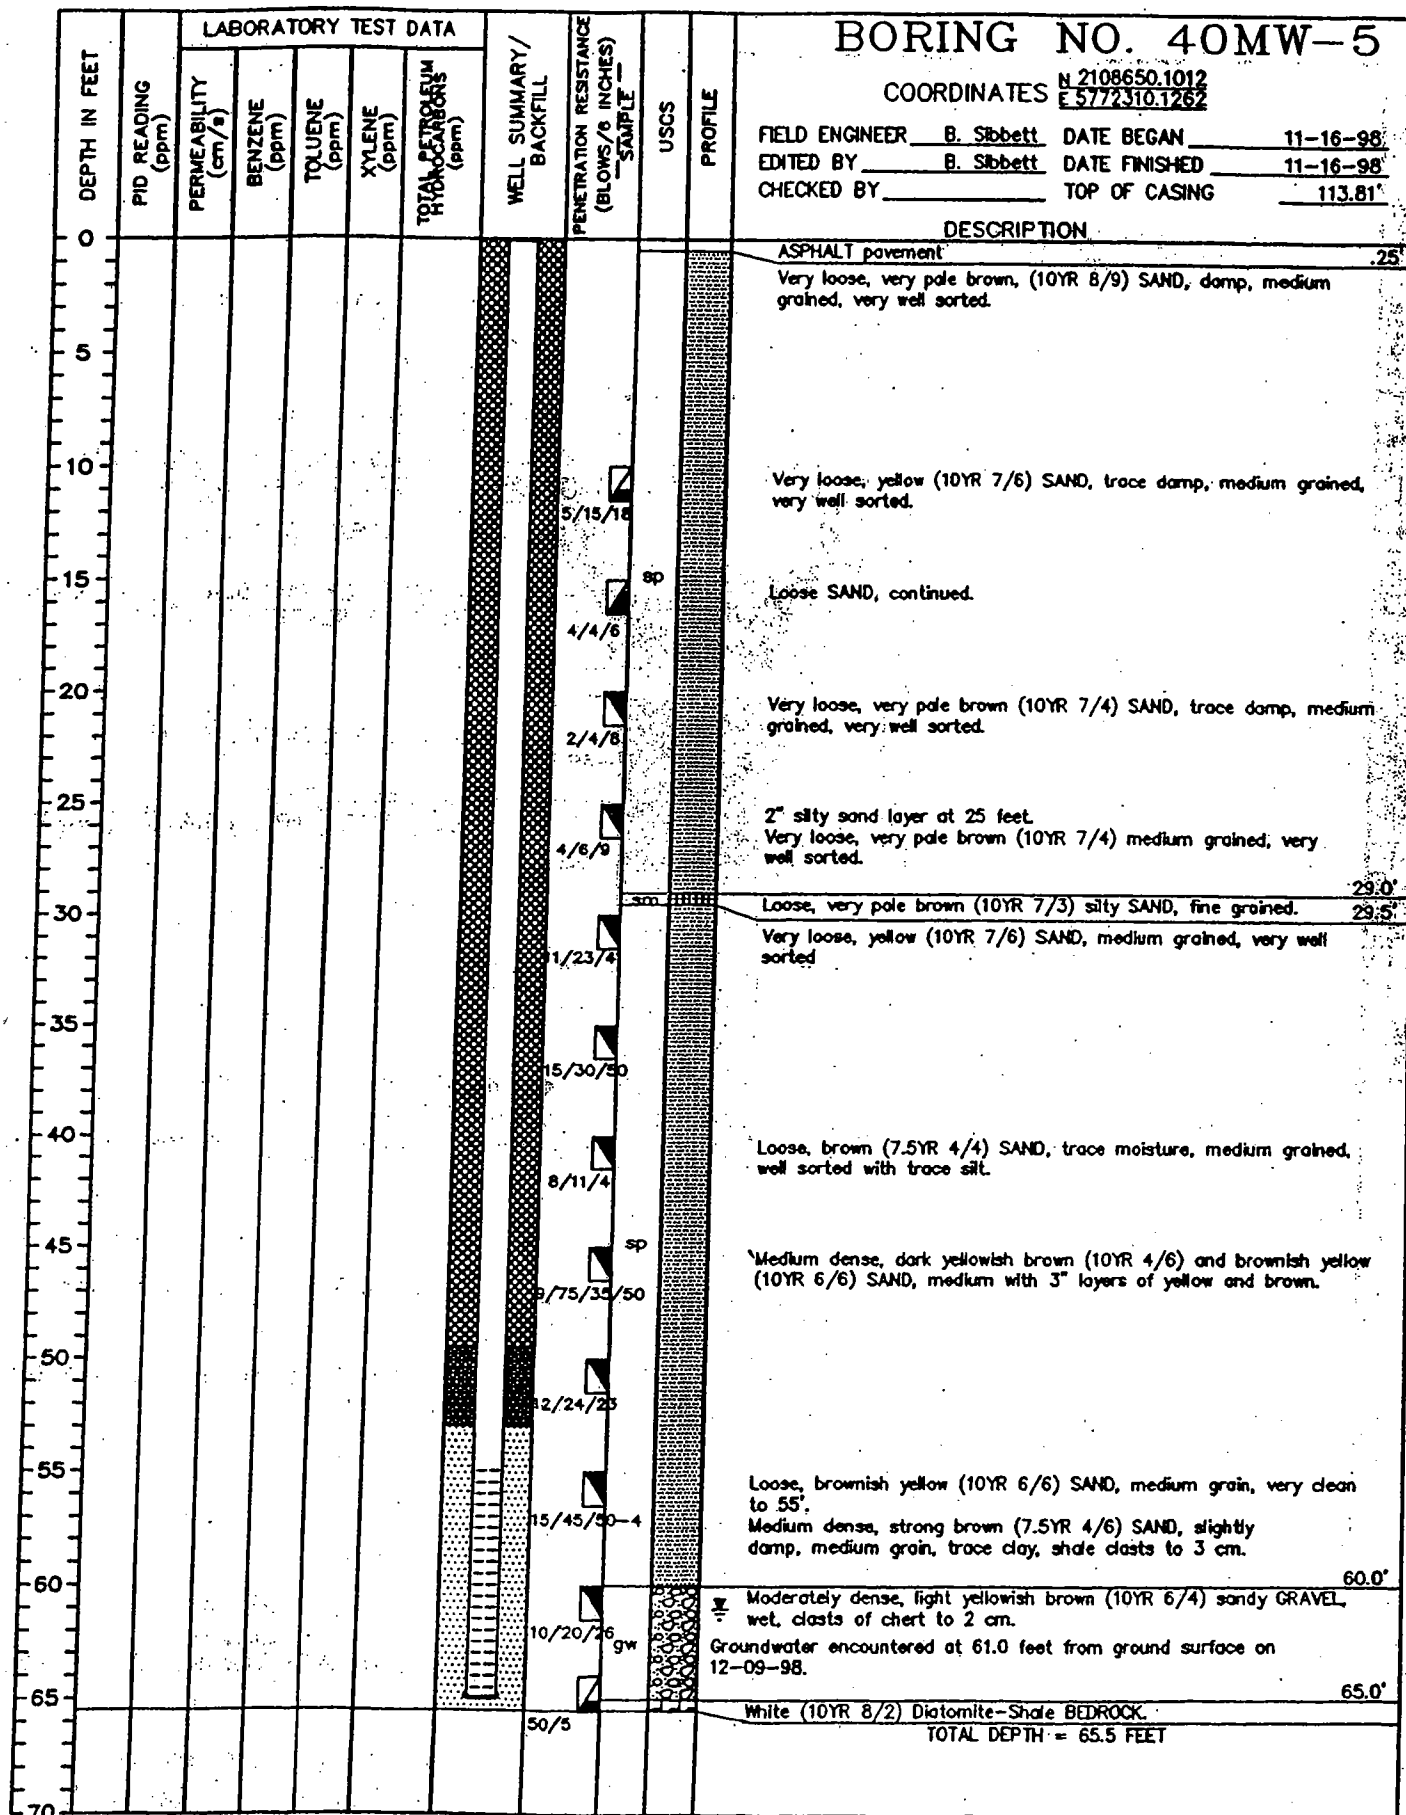 BORING NO. 40MW-5
COORDINATES N 2108650.1012
E 5772310.1262
FIELD ENGINEER B. Sibbett DATE BEGAN 11-16-98
EDITED BY B. Sibbett DATE FINISHED 11-16-98
CHECKED BY TOP OF CASING 113.81'
DESCRIPTION
LABORATORY TEST DATA
DEPTH IN FEET
PID READING
(ppm)
PERMEABILITY
(cm/s)
BENZENE
(ppm)
TOLUENE
(ppm)
XYLENE
(ppm)
TOTAL PETROLEUM
HYDROCARBONS
(ppm)
WELL SUMMARY/
BACKFILL
PENETRATION RESISTANCE
(BLOWS/6 INCHES)
SAMPLE
USCS
PROFILE
0
ASPHALT pavement .25'
Very loose, very pale brown, (10YR 8/9) SAND, damp, medium
grained, very well sorted.
5
10
Very loose, yellow (10YR 7/6) SAND, trace damp, medium grained,
very well sorted.
5/15/18
15
sp
Loose SAND, continued.
4/4/6
20
Very loose, very pale brown (10YR 7/4) SAND, trace damp, medium
grained, very well sorted.
2/4/8
25
2" silty sand layer at 25 feet.
Very loose, very pale brown (10YR 7/4) medium grained, very
well sorted.
4/6/9
29.0'
30
sm
Loose, very pale brown (10YR 7/3) silty SAND, fine grained. 29.5'
Very loose, yellow (10YR 7/6) SAND, medium grained, very well
sorted
11/23/4
35
15/30/50
40
Loose, brown (7.5YR 4/4) SAND, trace moisture, medium grained,
well sorted with trace silt.
8/11/4
45
sp
Medium dense, dark yellowish brown (10YR 4/6) and brownish yellow
(10YR 6/6) SAND, medium with 3" layers of yellow and brown.
9/75/35/50
50
12/24/23
55
Loose, brownish yellow (10YR 6/6) SAND, medium grain, very clean
to 55'.
15/45/50-4
Medium dense, strong brown (7.5YR 4/6) SAND, slightly
damp, medium grain, trace clay, shale clasts to 3 cm.
60.0'
60
Moderately dense, light yellowish brown (10YR 6/4) sandy GRAVEL,
wet, clasts of chert to 2 cm.
10/20/26
gw
Groundwater encountered at 61.0 feet from ground surface on
12-09-98.
65
65.0'
White (10YR 8/2) Diatomite-Shale BEDROCK.
50/5
TOTAL DEPTH = 65.5 FEET
70